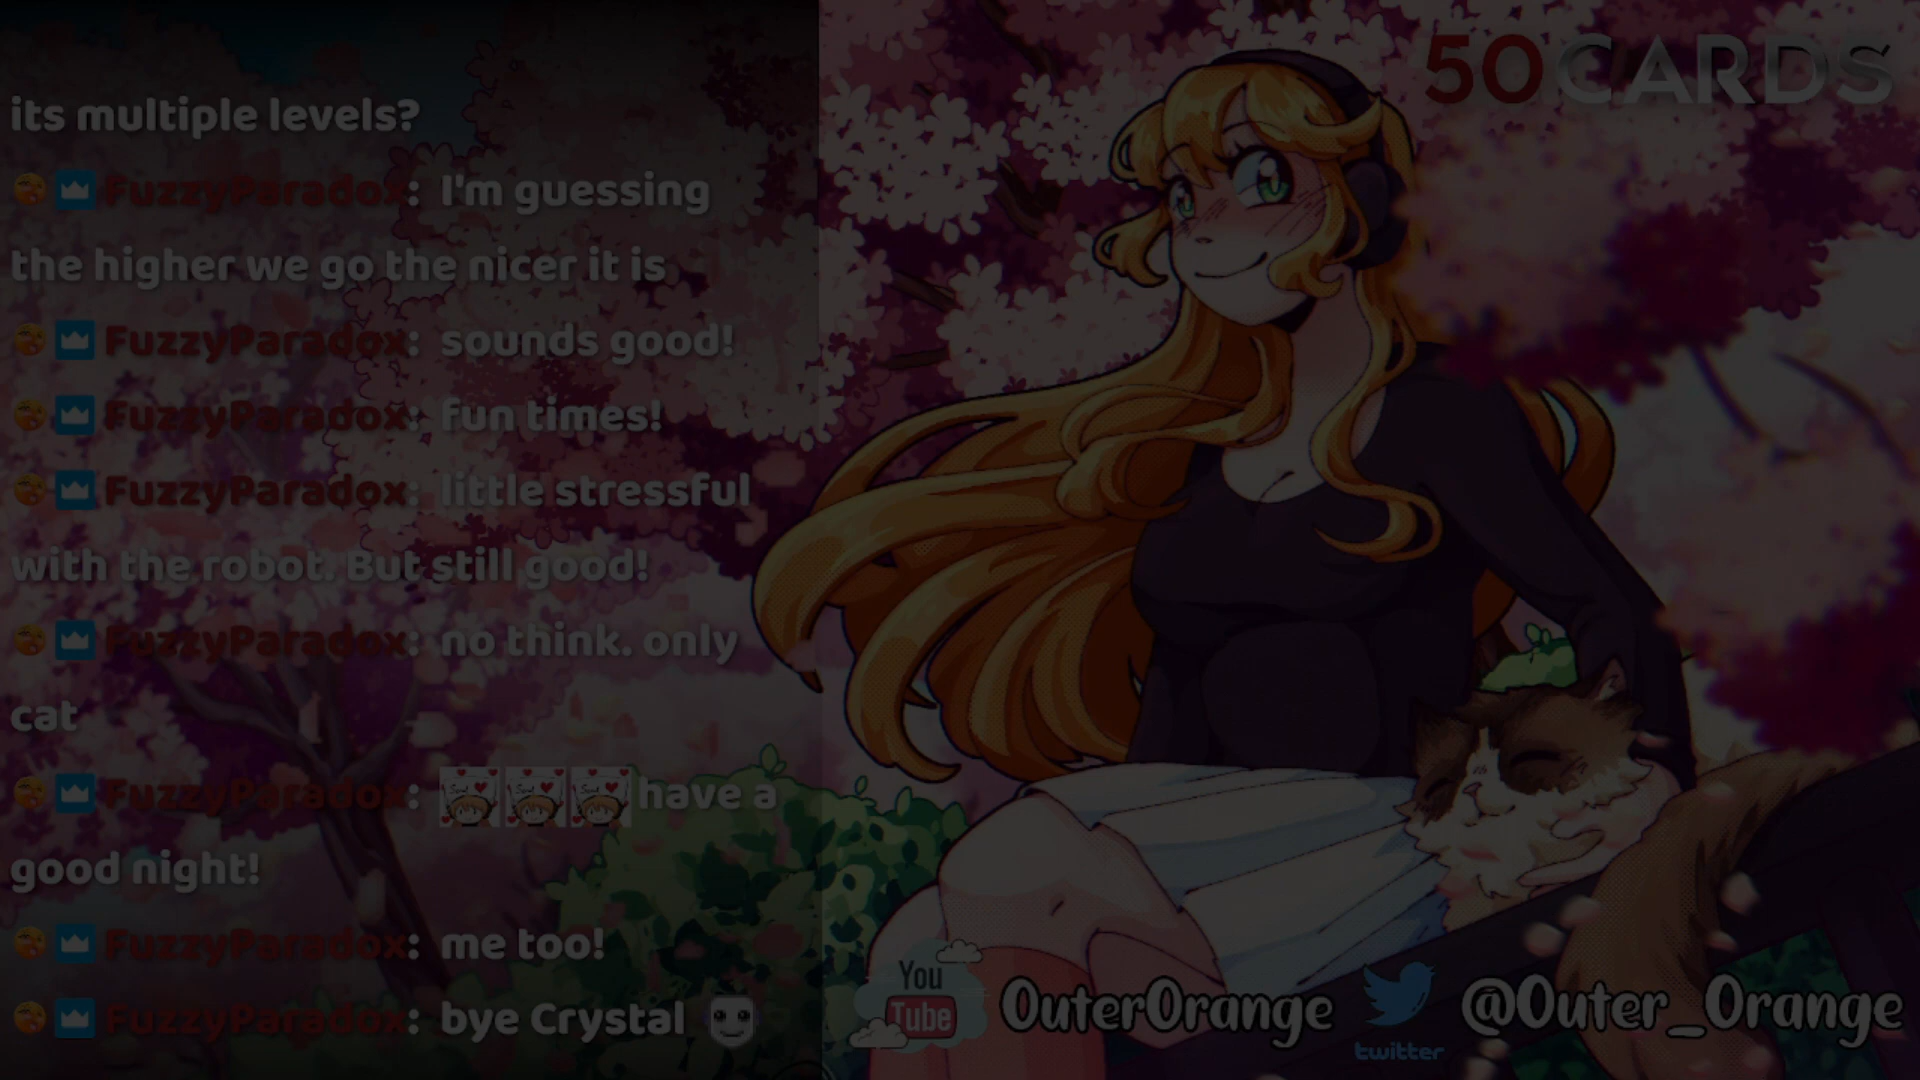 50CARDS
its multiple levels?
FuzzyParadox: I'm guessing
the higher we go the nicer it is
FuzzyParadox: sounds good!
FuzzyParadox: fun times!
FuzzyParadox: little stressful
with the robot. But still good!
FuzzyParadox: no think. only
cat
FuzzyParadox: have a
good night!
FuzzyParadox: me too!
FuzzyParadox: bye Crystal
You
Tube
OuterOrange
twitter
@Outer_Orange